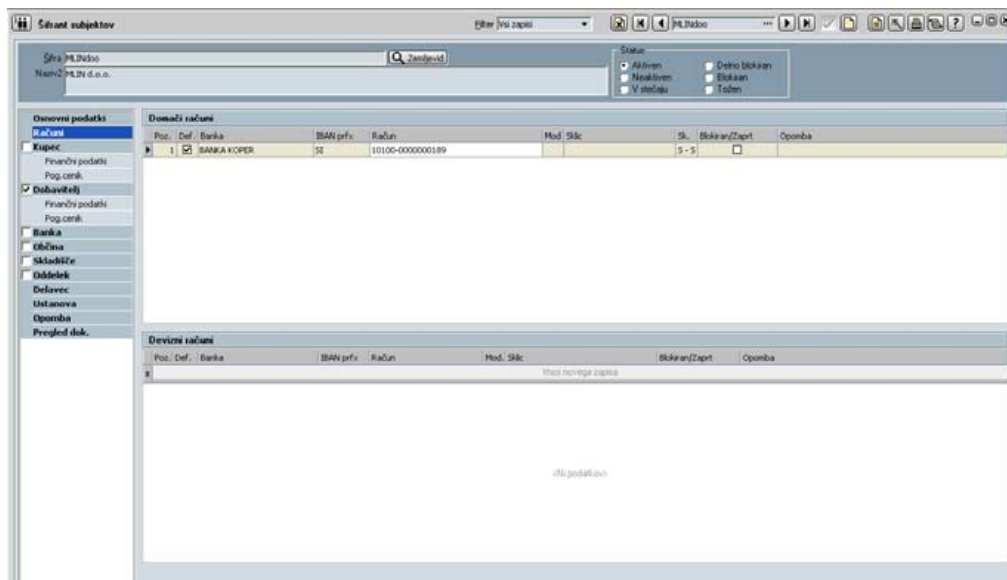 Šifrant subjektov
Filter Vsi zapisi
MLINdoo
Šifra MLINdoo
Zemljevid
Naziv2 MLIN d.o.o.
Status
Aktiven
Delno blokiran
Neaktiven
Blokiran
V stečaju
Tožen
Osnovni podatki
Računi
Kupec
Finančni podatki
Pog.cenik
Dobavitelj
Finančni podatki
Pog.cenik
Banka
Občina
Skladišče
Oddelek
Delavec
Ustanova
Opomba
Pregled dok.
Domači računi
Poz. Def. Banka IBAN prfx Račun Mod Sklic Sk. Blokiran/Zaprt Opomba
1 BANKA KOPER SI 10100-0000000189 S - S
Devizni računi
Poz. Def. Banka IBAN prfx Račun Mod. Sklic Blokiran/Zaprt Opomba
Vnos novega zapisa
<Ni podatkov>